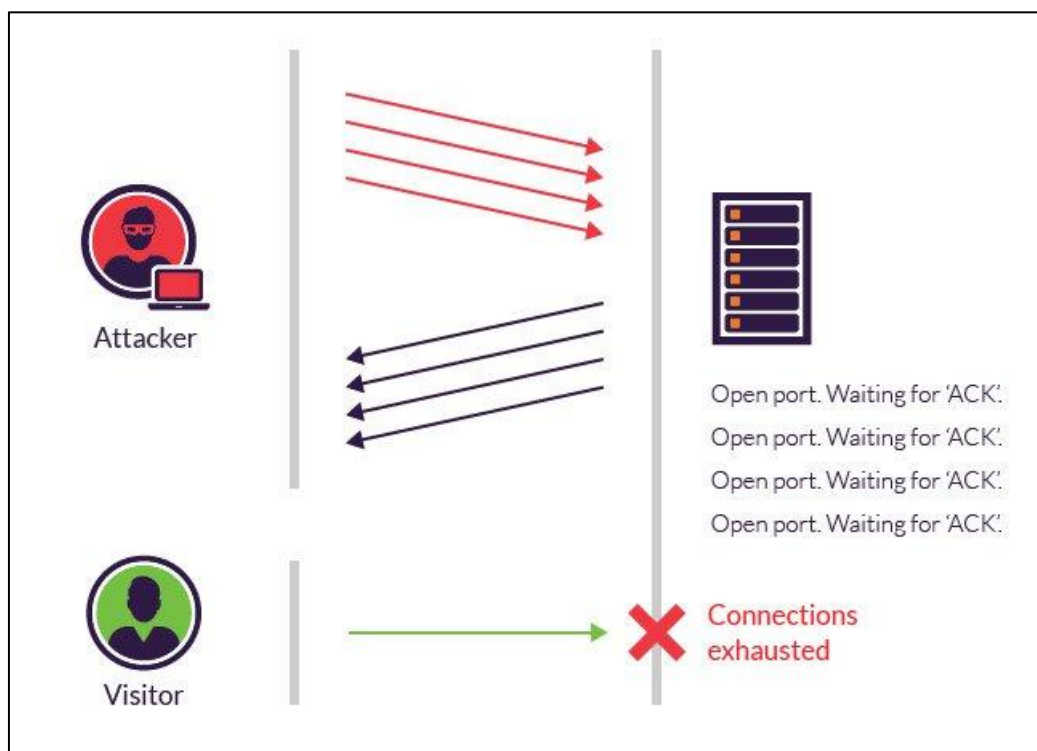 Attacker
Open port. Waiting for ‘ACK’.
Open port. Waiting for ‘ACK’.
Open port. Waiting for ‘ACK’.
Open port. Waiting for ‘ACK’.
Visitor
Connections
exhausted